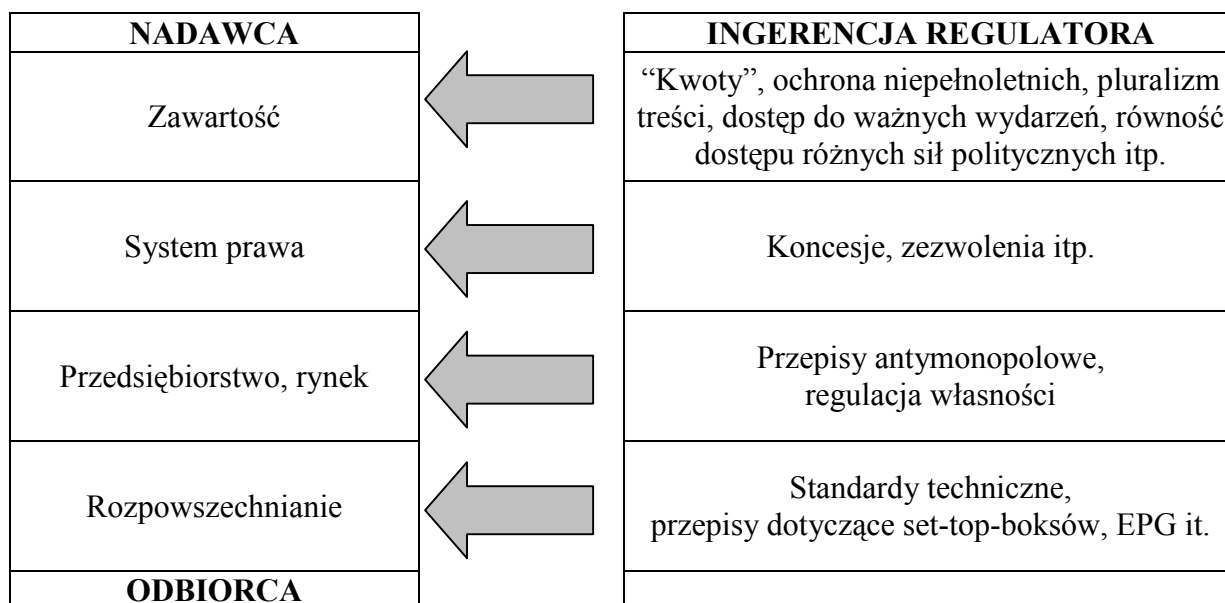 NADAWCA
INGERENCJA REGULATORA
Zawartość
“Kwoty”, ochrona niepełnoletnich, pluralizm
treści, dostęp do ważnych wydarzeń, równość
dostępu różnych sił politycznych itp.
System prawa
Koncesje, zezwolenia itp.
Przedsiębiorstwo, rynek
Przepisy antymonopolowe,
regulacja własności
Rozpowszechnianie
Standardy techniczne,
przepisy dotyczące set-top-boksów, EPG it.
ODBIORCA